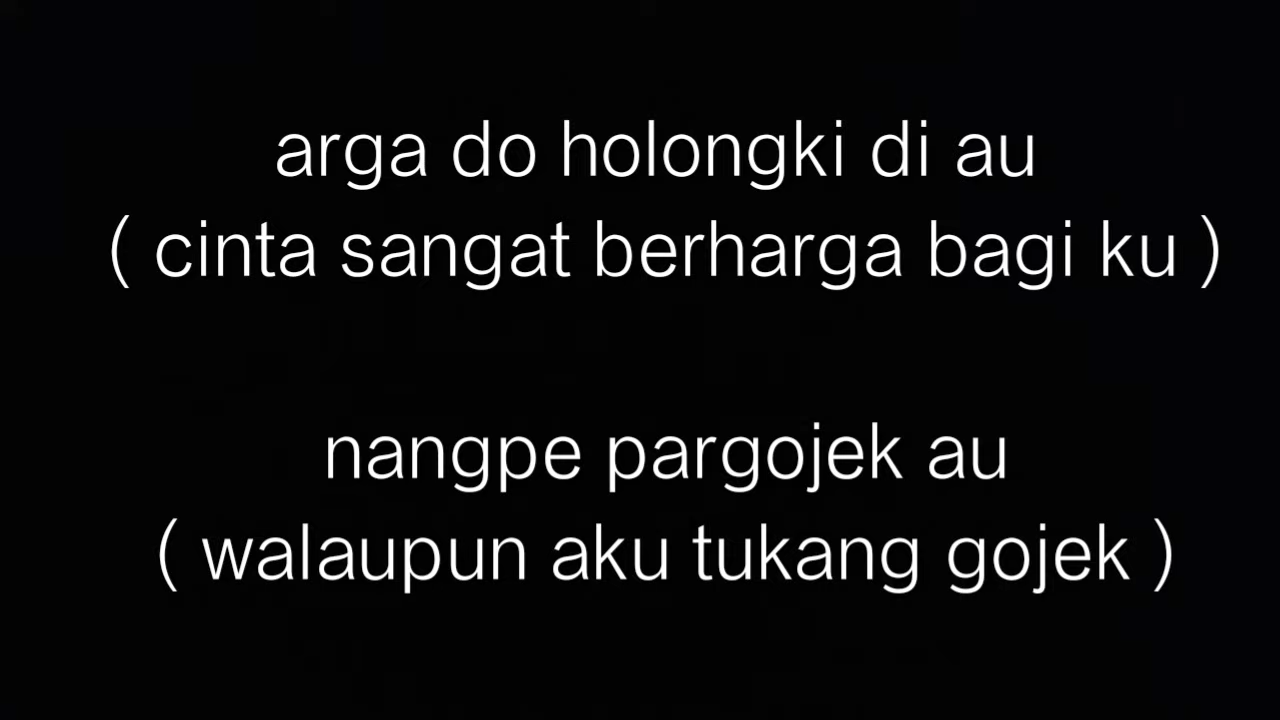 arga do holongki di au
( cinta sangat berharga bagi ku )
nangpe pargojek au
( walaupun aku tukang gojek )